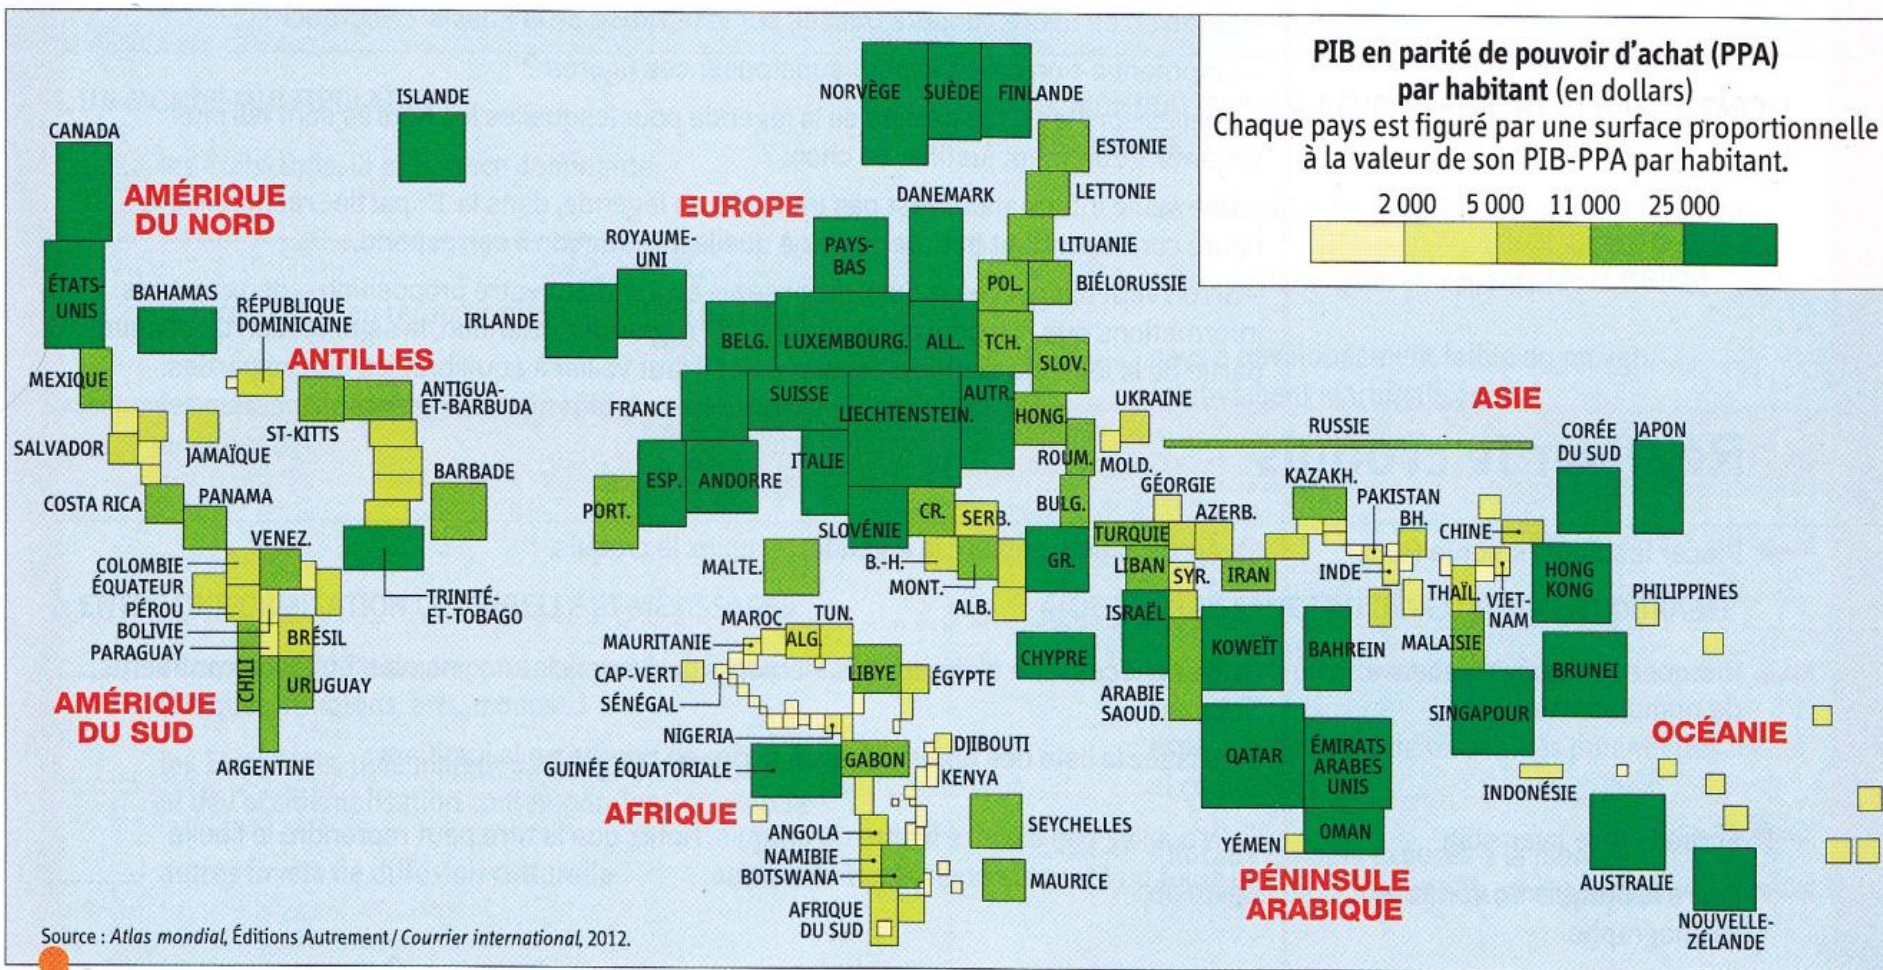 PIB en parité de pouvoir d'achat (PPA)
par habitant (en dollars)
Chaque pays est figuré par une surface proportionnelle
à la valeur de son PIB-PPA par habitant.
2 000 5 000 11 000 25 000
CANADA
AMÉRIQUE
DU NORD
ÉTATS-
UNIS
BAHAMAS
RÉPUBLIQUE
DOMINICAINE
ANTILLES
MEXIQUE
SALVADOR
JAMAÏQUE
ST-KITTS
ANTIGUA-
ET-BARBUDA
BARBADE
COSTA RICA
PANAMA
VENEZ.
COLOMBIE
ÉQUATEUR
PÉROU
BOLIVIE
PARAGUAY
BRÉSIL
CHILI
URUGUAY
TRINITÉ-
ET-TOBAGO
AMÉRIQUE
DU SUD
ARGENTINE
ISLANDE
NORVÈGE
SUÈDE
FINLANDE
ESTONIE
LETTONIE
LITUANIE
BIÉLORUSSIE
EUROPE
DANEMARK
PAYS-
BAS
ROYAUME-
UNI
IRLANDE
BELG.
LUXEMBOURG.
ALL.
POL.
TCH.
SLOV.
FRANCE
SUISSE
LIECHTENSTEIN.
AUTR.
HONG.
ROUM.
BULG.
UKRAINE
MOLD.
PORT.
ESP.
ANDORRE
ITALIE
SLOVÉNIE
CR.
SERB.
B.-H.
MONT.
ALB.
GR.
MALTE.
CHYPRE
ASIE
RUSSIE
CORÉE
DU SUD
JAPON
GÉORGIE
AZERB.
KAZAKH.
PAKISTAN
BH.
CHINE
TURQUIE
LIBAN
SYR.
IRAN
INDE
THAÏL.
VIET-
NAM
HONG
KONG
PHILIPPINES
ISRAËL
KOWEÏT
BAHREIN
MALAISIE
BRUNEI
SINGAPOUR
ARABIE
SAOUD.
QATAR
ÉMIRATS
ARABES
UNIS
OMAN
YÉMEN
PÉNINSULE
ARABIQUE
INDONÉSIE
OCÉANIE
AUSTRALIE
NOUVELLE-
ZÉLANDE
MAROC
TUN.
MAURITANIE
ALG.
LIBYE
ÉGYPTE
CAP-VERT
SÉNÉGAL
NIGERIA
GUINÉE ÉQUATORIALE
GABON
DJIBOUTI
KENYA
AFRIQUE
SEYCHELLES
ANGOLA
NAMIBIE
BOTSWANA
MAURICE
AFRIQUE
DU SUD
Source : Atlas mondial, Éditions Autrement / Courrier international, 2012.